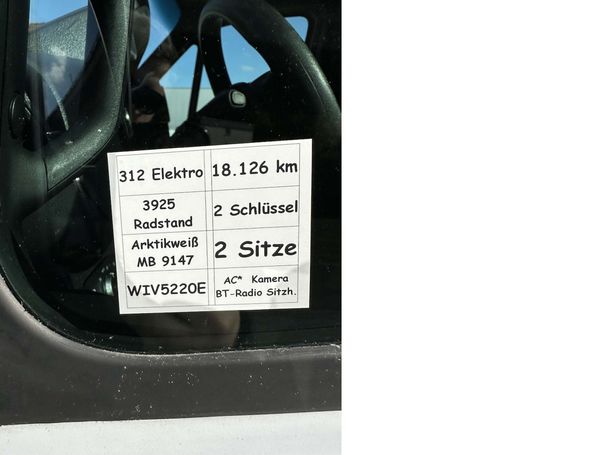 312 Elektro
18.126 km
3925
Radstand
2 Schlüssel
Arktikweiß
MB 9147
2 Sitze
WIV5220E
AC* Kamera
BT-Radio Sitzh.